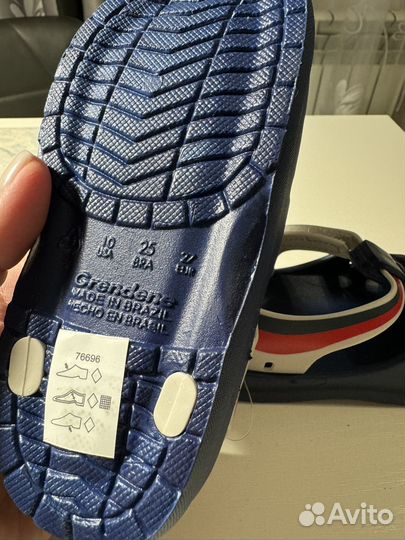 10 25 27
USA BRA EUR
Grendene
MADE IN BRAZIL
HECHO EN BRASIL
76696
Avito